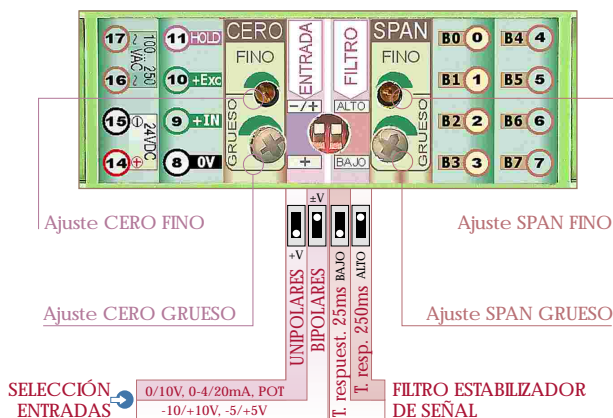 17 ~ 100...250 VAC 11 HOLD CERO ENTRADA FILTRO SPAN B0 0 B4 4
FINO FINO
16 ~ 10 +Exc B1 1 B5 5
-/+ ALTO
15 24VDC 9 +IN GRUESO GRUESO B2 2 B6 6
14 8 0V + BAJO B3 3 B7 7
±V
Ajuste CERO FINO Ajuste SPAN FINO
+V BAJO ALTO
UNIPOLARES
BIPOLARES
T. respuest. 25ms
T. resp. 250ms
Ajuste CERO GRUESO Ajuste SPAN GRUESO
SELECCIÓN
ENTRADAS
0/10V, 0-4/20mA, POT
-10/+10V, -5/+5V
FILTRO ESTABILIZADOR
DE SEÑAL